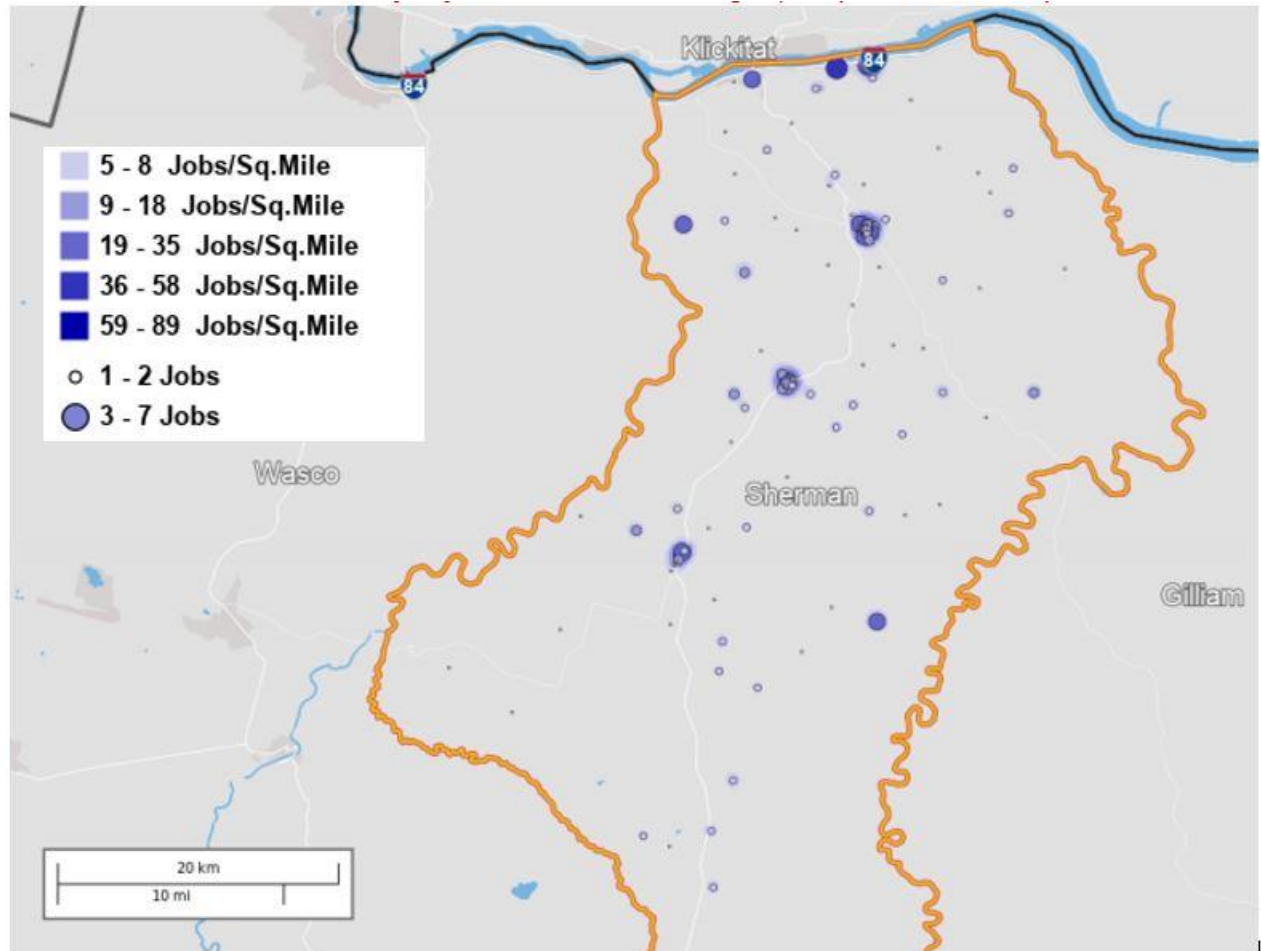 Klickitat
84
84
5 - 8 Jobs/Sq.Mile
9 - 18 Jobs/Sq.Mile
19 - 35 Jobs/Sq.Mile
36 - 58 Jobs/Sq.Mile
59 - 89 Jobs/Sq.Mile
1 - 2 Jobs
3 - 7 Jobs
Wasco
Sherman
Gilliam
20 km
10 mi